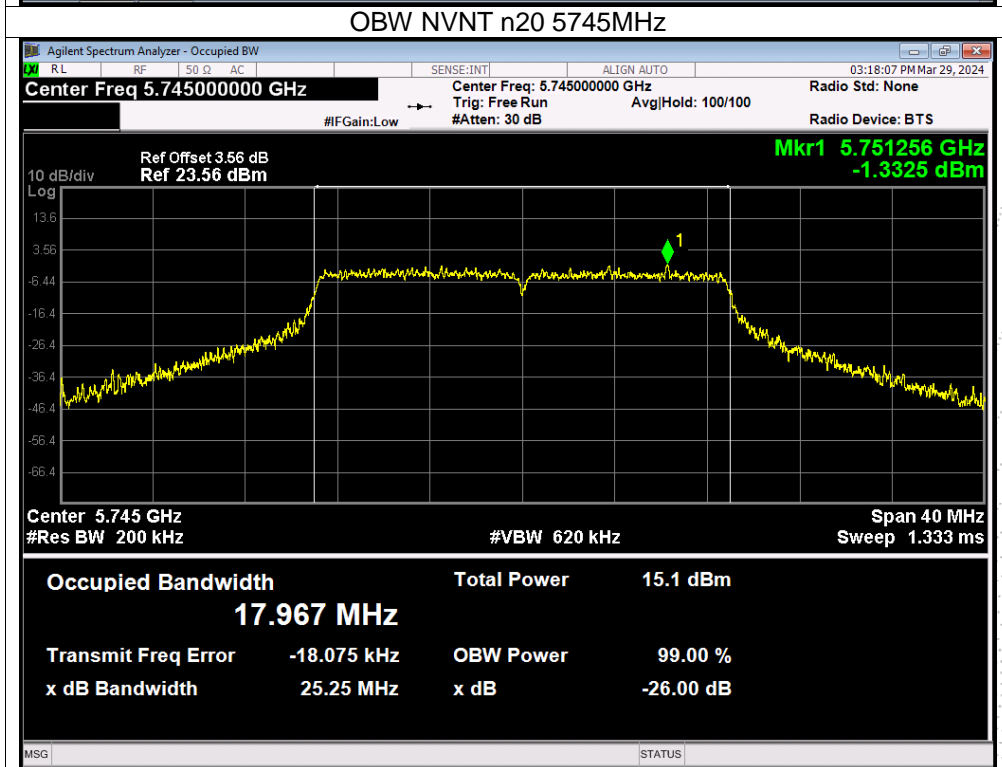 OBW NVNT n20 5745MHz
Agilent Spectrum Analyzer - Occupied BW
LXI RL RF 50 Ω AC SENSE:INT ALIGN AUTO 03:18:07 PM Mar 29, 2024
Center Freq 5.745000000 GHz Center Freq: 5.745000000 GHz Radio Std: None
Trig: Free Run Avg|Hold: 100/100
#IFGain:Low #Atten: 30 dB Radio Device: BTS
Mkr1 5.751256 GHz
-1.3325 dBm
Ref Offset 3.56 dB
10 dB/div Ref 23.56 dBm
Log
13.6
3.56
-6.44
-16.4
-26.4
-36.4
-46.4
-56.4
-66.4
1
Center 5.745 GHz Span 40 MHz
#Res BW 200 kHz #VBW 620 kHz Sweep 1.333 ms
Occupied Bandwidth Total Power 15.1 dBm
17.967 MHz
Transmit Freq Error -18.075 kHz OBW Power 99.00 %
x dB Bandwidth 25.25 MHz x dB -26.00 dB
MSG STATUS